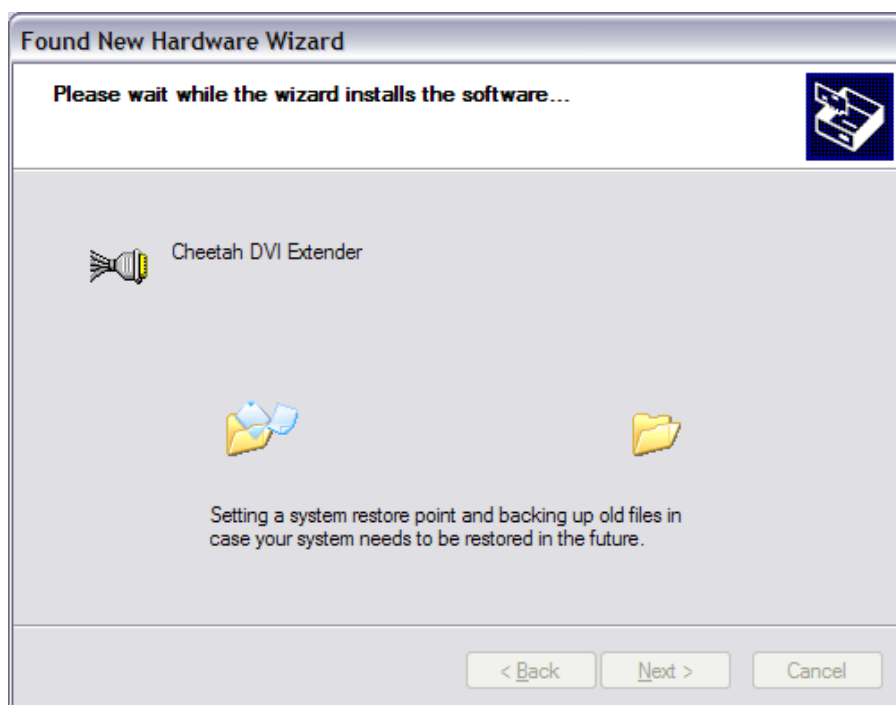 Found New Hardware Wizard
Please wait while the wizard installs the software...
Cheetah DVI Extender
Setting a system restore point and backing up old files in
case your system needs to be restored in the future.
< Back
Next >
Cancel